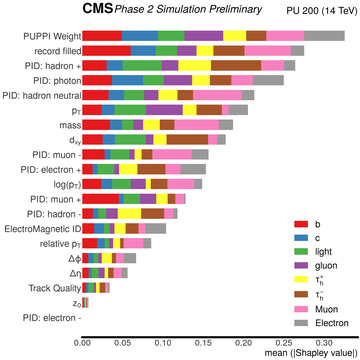 CMS Phase 2 Simulation Preliminary PU 200 (14 TeV)
PUPPI Weight
record filled
PID: hadron +
PID: photon
PID: hadron neutral
pT
mass
dxy
PID: muon -
PID: electron +
log(pT)
PID: muon +
PID: hadron -
ElectroMagnetic ID
relative pT
Δϕ
Δη
Track Quality
z0
PID: electron -
b
c
light
gluon
τh+
τh-
Muon
Electron
0.00 0.05 0.10 0.15 0.20 0.25 0.30
mean (|Shapley value|)